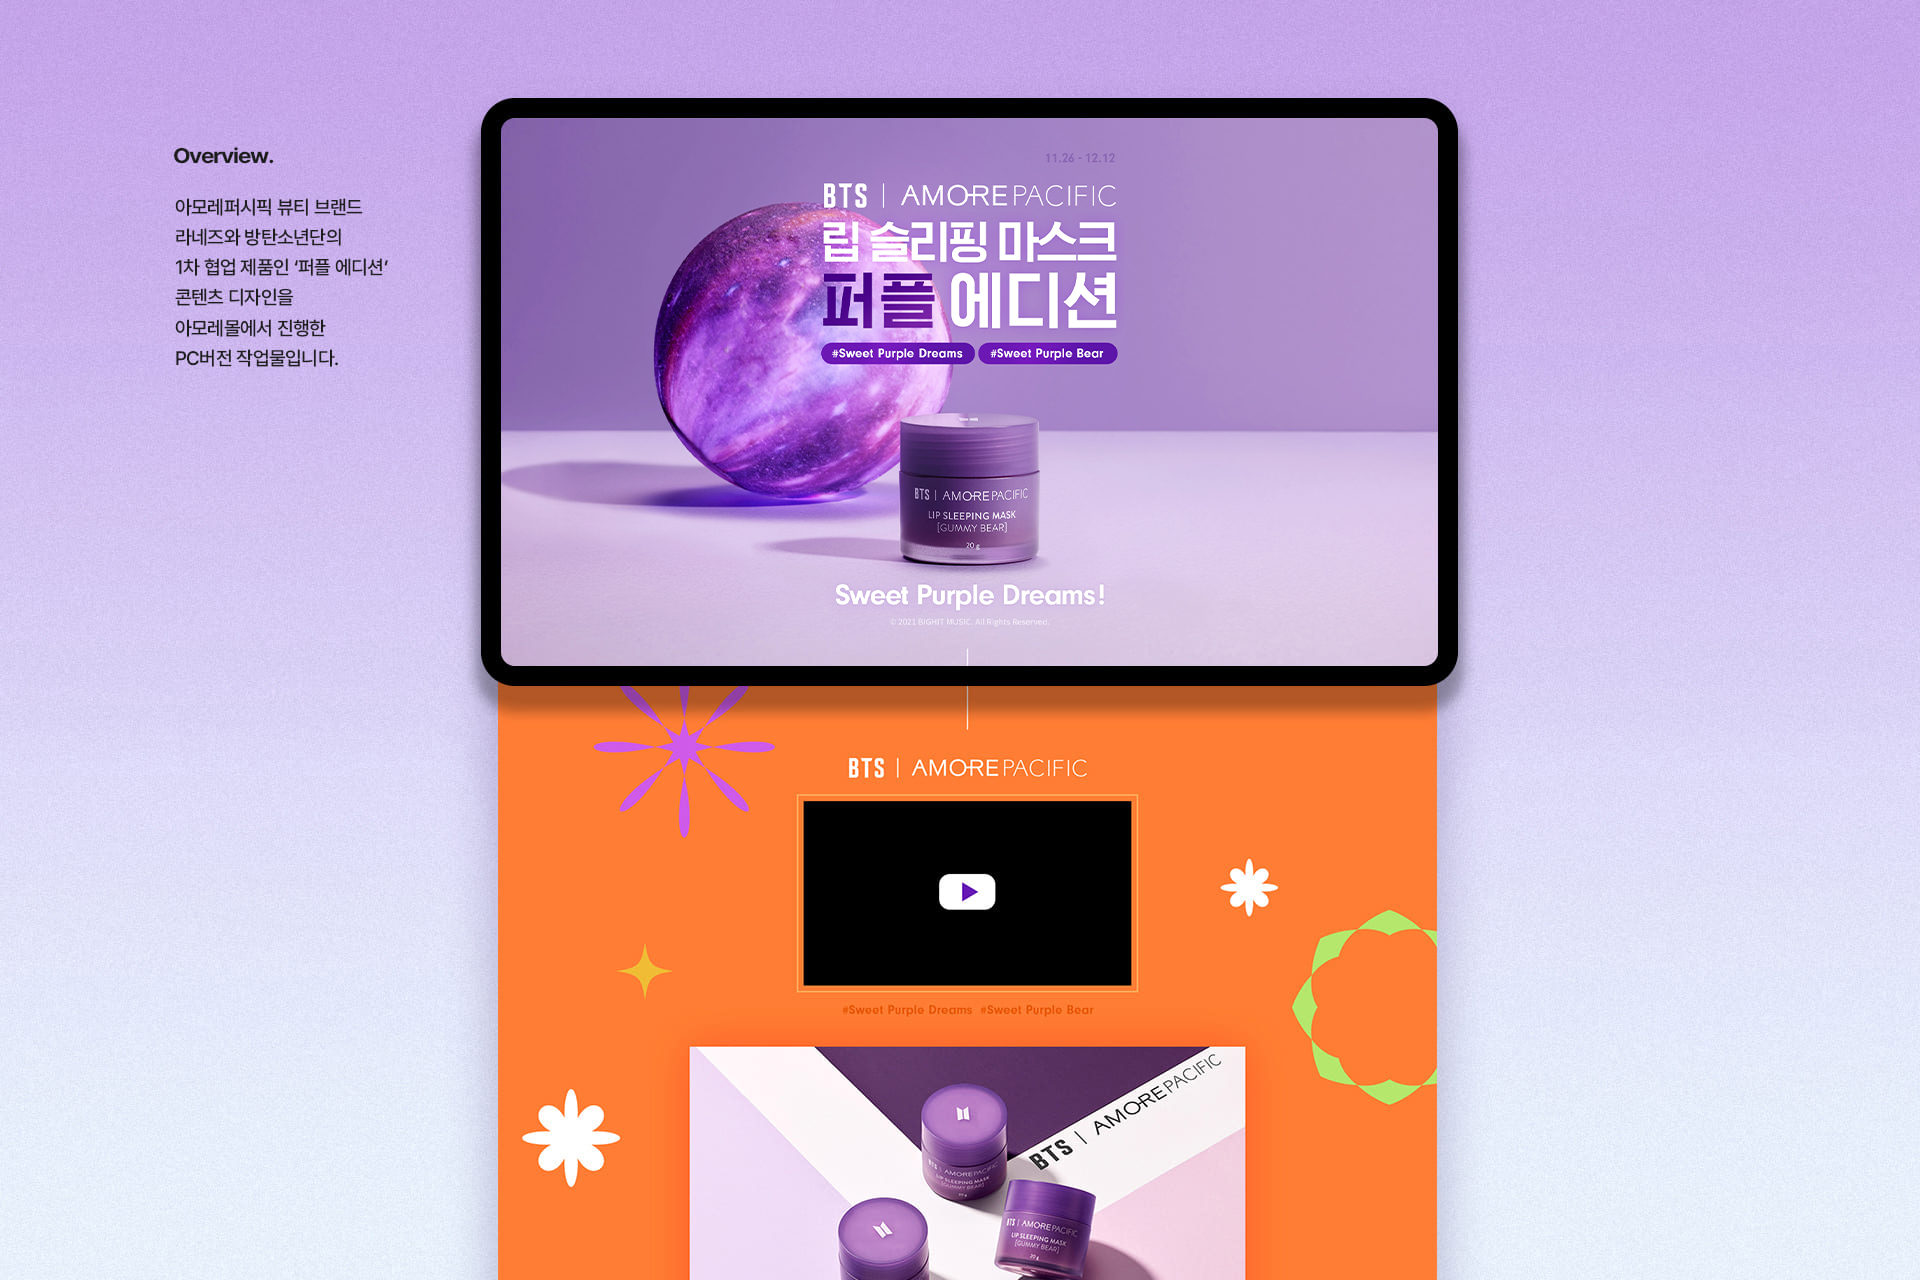 Overview.
아모레퍼시픽 뷰티 브랜드
라네즈와 방탄소년단의
1차 협업 제품인 ‘퍼플 에디션’
콘텐츠 디자인을
아모레몰에서 진행한
PC버전 작업물입니다.
11.26 - 12.12
BTS | AMOREPACIFIC
립 슬리핑 마스크
퍼플 에디션
#Sweet Purple Dreams #Sweet Purple Bear
BTS | AMOREPACIFIC
LIP SLEEPING MASK
[GUMMY BEAR]
20 g
Sweet Purple Dreams!
© 2021 BIGHIT MUSIC. All Rights Reserved.
BTS | AMOREPACIFIC
#Sweet Purple Dreams #Sweet Purple Bear
BTS | AMOREPACIFIC
BTS | AMOREPACIFIC
LIP SLEEPING MASK
[GUMMY BEAR]
20 g
BTS | AMOREPACIFIC
LIP SLEEPING MASK
[GUMMY BEAR]
20 g